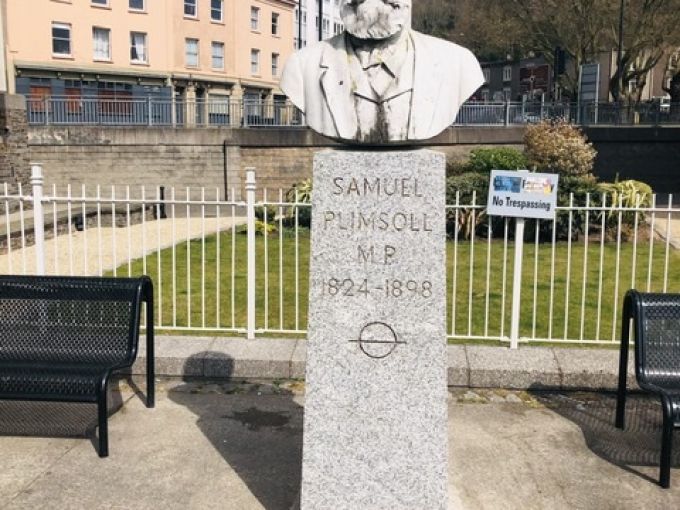 SAMUEL
PLIMSOLL
M.P.
1824-1898
No Trespassing